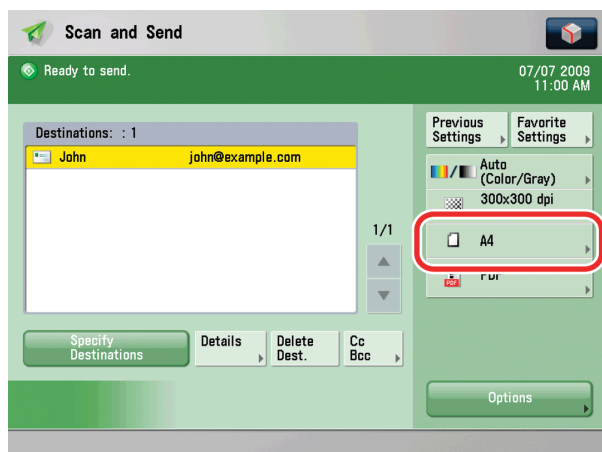 Scan and Send
Ready to send.
07/07 2009
11:00 AM
Destinations: : 1
John john@example.com
1/1
Previous
Settings
Favorite
Settings
Auto
(Color/Gray)
300x300 dpi
A4
PDF
PDF
Specify
Destinations
Details
Delete
Dest.
Cc
Bcc
Options